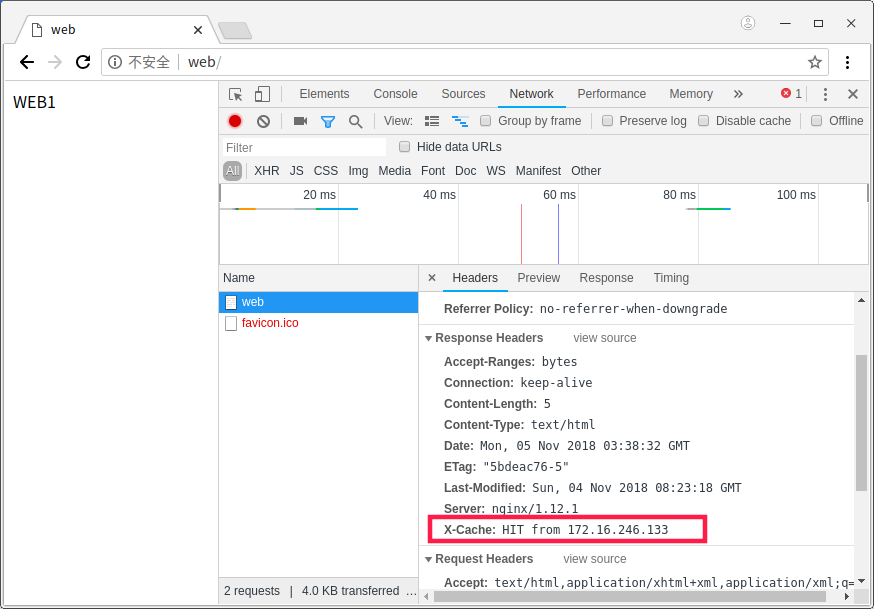 web
不安全 web/
WEB1
Elements Console Sources Network Performance Memory » 1
View: Group by frame Preserve log Disable cache Offline
Filter Hide data URLs
All XHR JS CSS Img Media Font Doc WS Manifest Other
20 ms 40 ms 60 ms 80 ms 100 ms
Name
web
favicon.ico
2 requests | 4.0 KB transferred ...
Headers Preview Response Timing
Referrer Policy: no-referrer-when-downgrade
Response Headers view source
Accept-Ranges: bytes
Connection: keep-alive
Content-Length: 5
Content-Type: text/html
Date: Mon, 05 Nov 2018 03:38:32 GMT
ETag: "5bdeac76-5"
Last-Modified: Sun, 04 Nov 2018 08:23:18 GMT
Server: nginx/1.12.1
X-Cache: HIT from 172.16.246.133
Request Headers view source
Accept: text/html,application/xhtml+xml,application/xml;q=